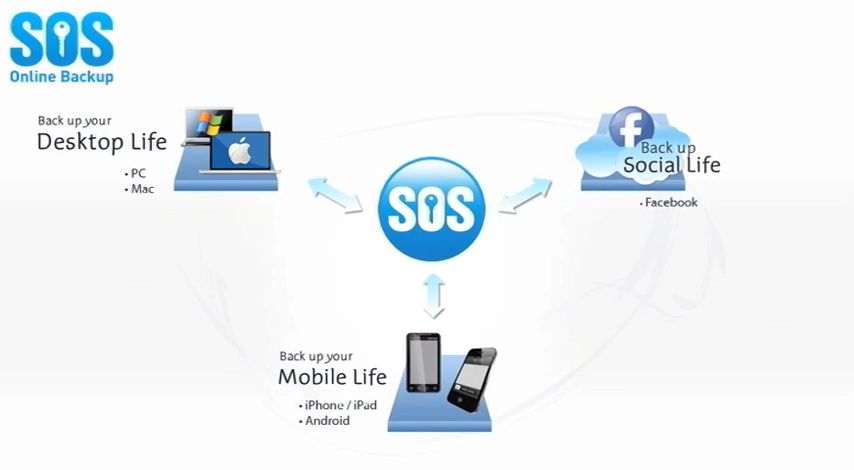 SOS
Online Backup
Back up your
Desktop Life
• PC
• Mac
Back up
Social Life
• Facebook
SOS
Back up your
Mobile Life
• iPhone / iPad
• Android